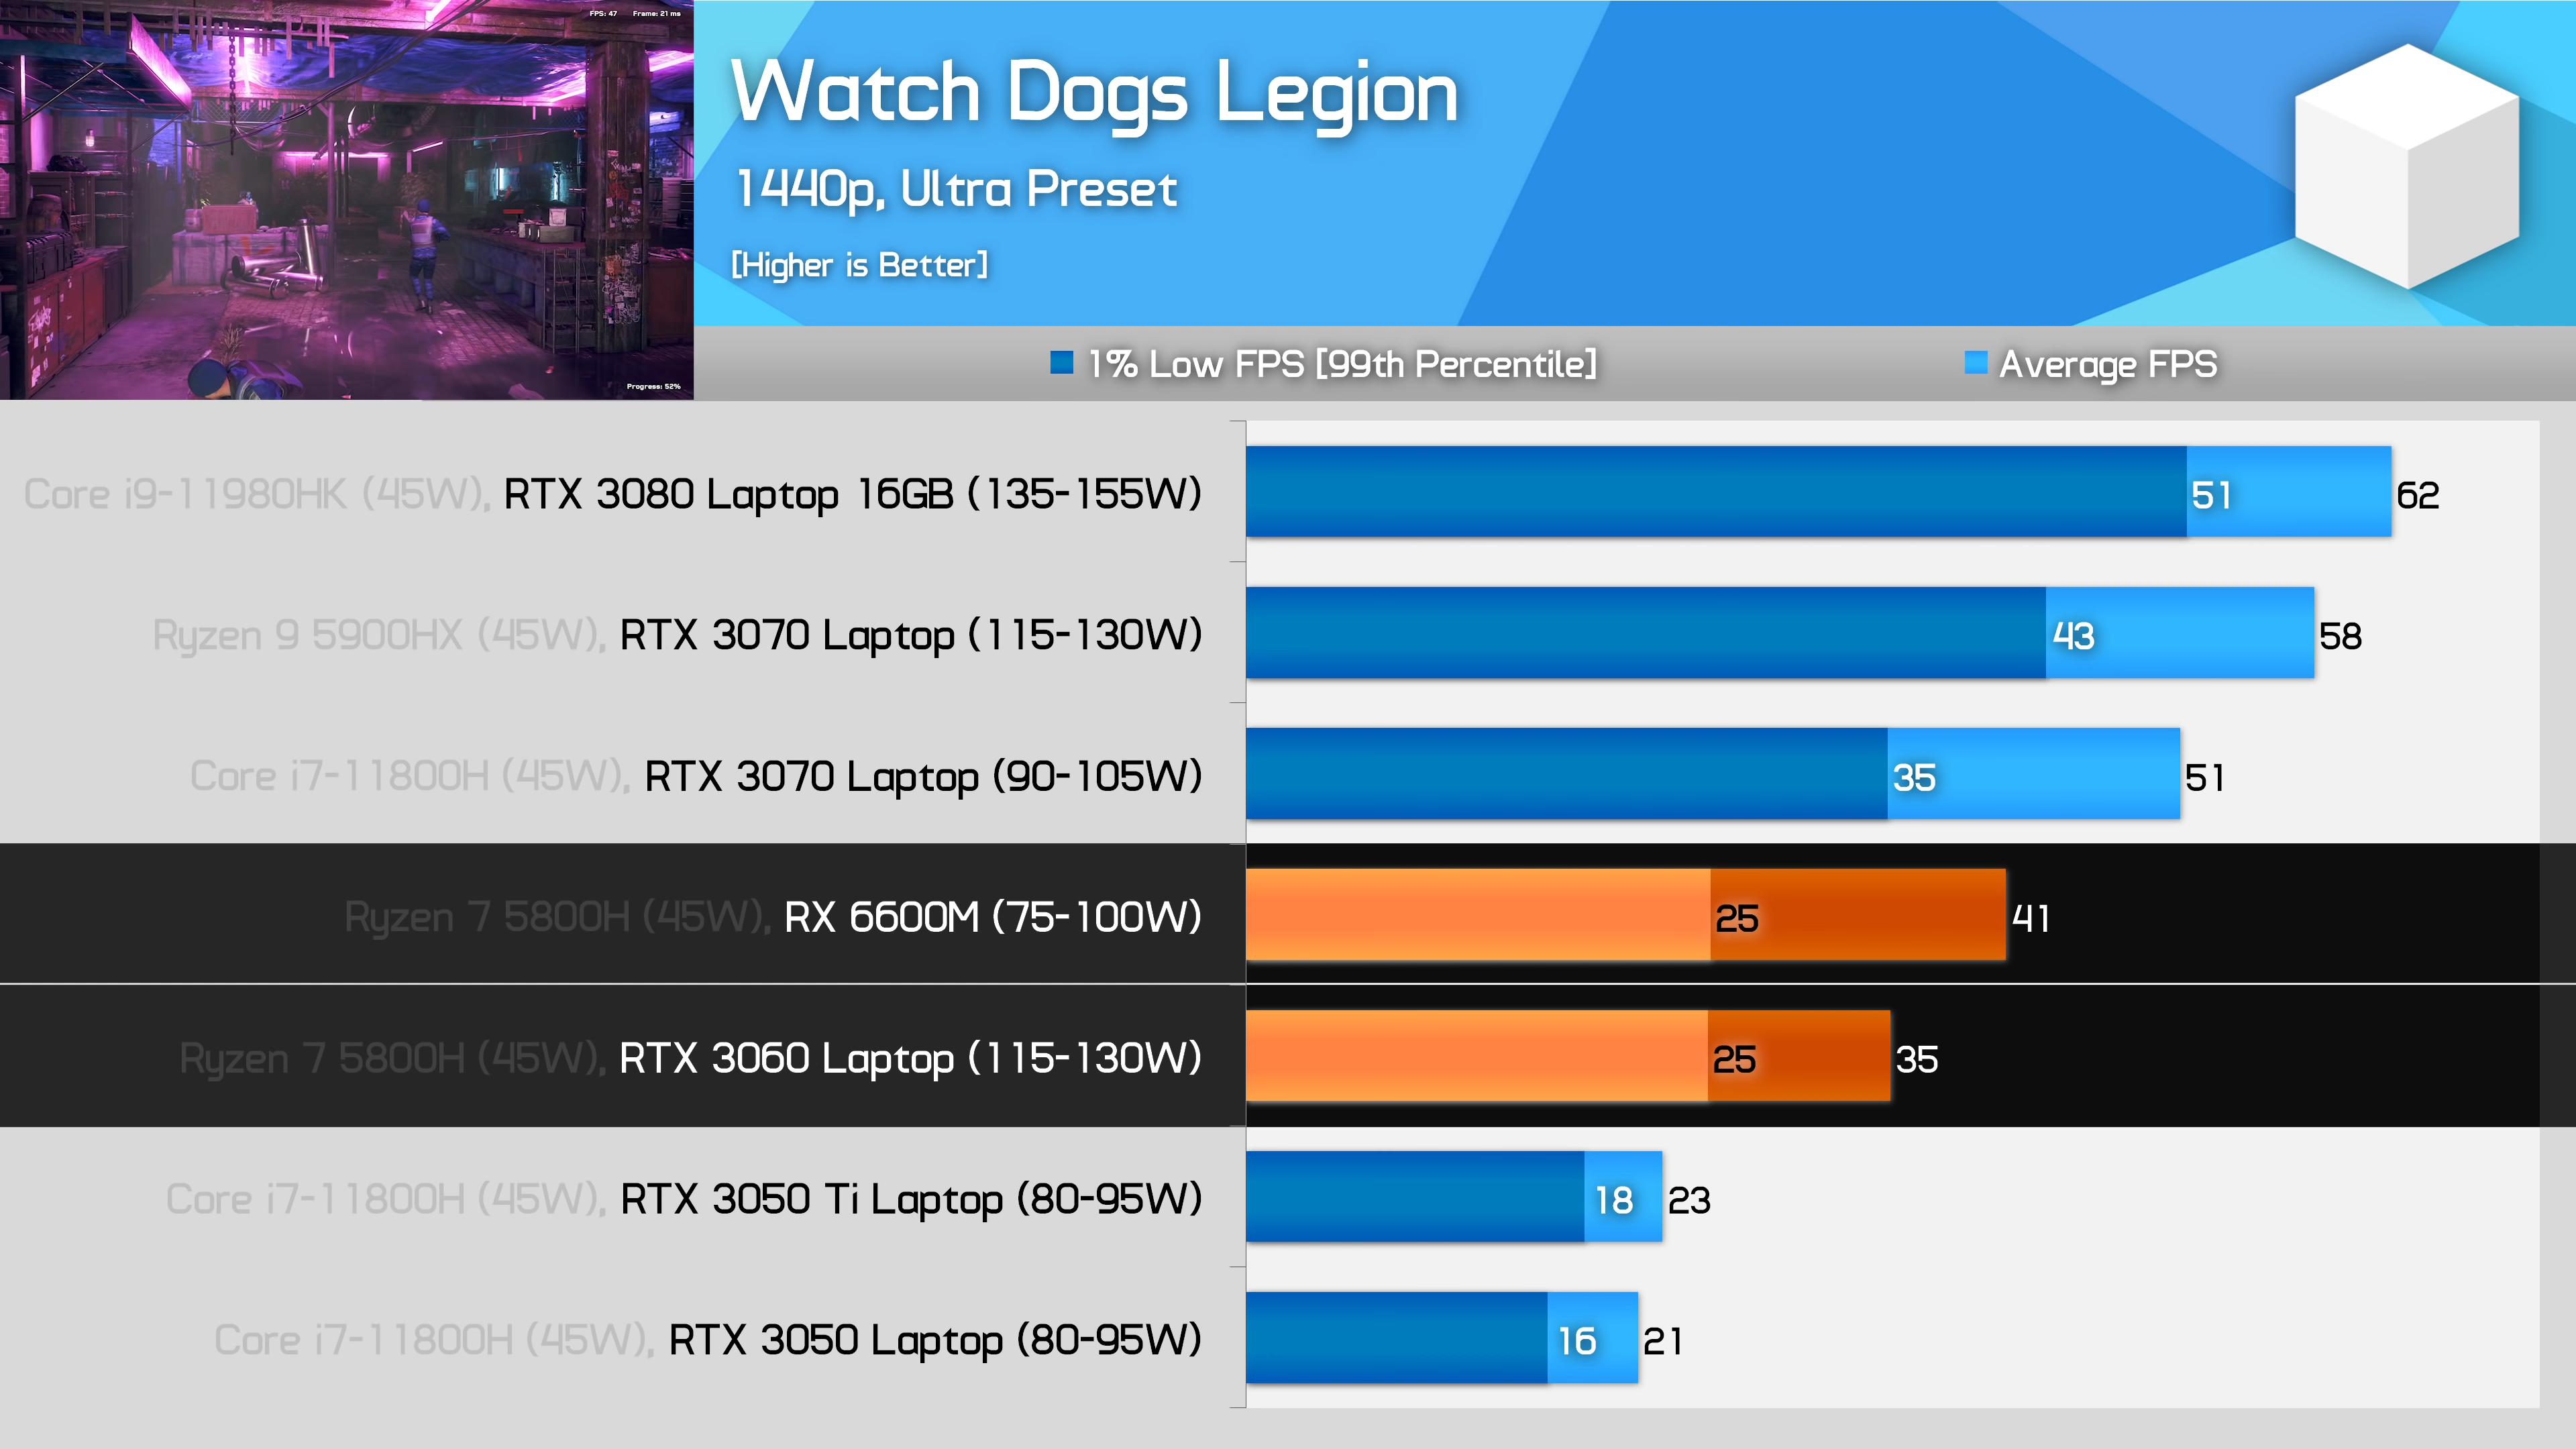 FPS: 47 Frame: 21 ms
Progress: 52%
Watch Dogs Legion
1440p, Ultra Preset
[Higher is Better]
1% Low FPS [99th Percentile] Average FPS
Core i9-11980HK (45W), RTX 3080 Laptop 16GB (135-155W) 51 62
Ryzen 9 5900HX (45W), RTX 3070 Laptop (115-130W) 43 58
Core i7-11800H (45W), RTX 3070 Laptop (90-105W) 35 51
Ryzen 7 5800H (45W), RX 6600M (75-100W) 25 41
Ryzen 7 5800H (45W), RTX 3060 Laptop (115-130W) 25 35
Core i7-11800H (45W), RTX 3050 Ti Laptop (80-95W) 18 23
Core i7-11800H (45W), RTX 3050 Laptop (80-95W) 16 21